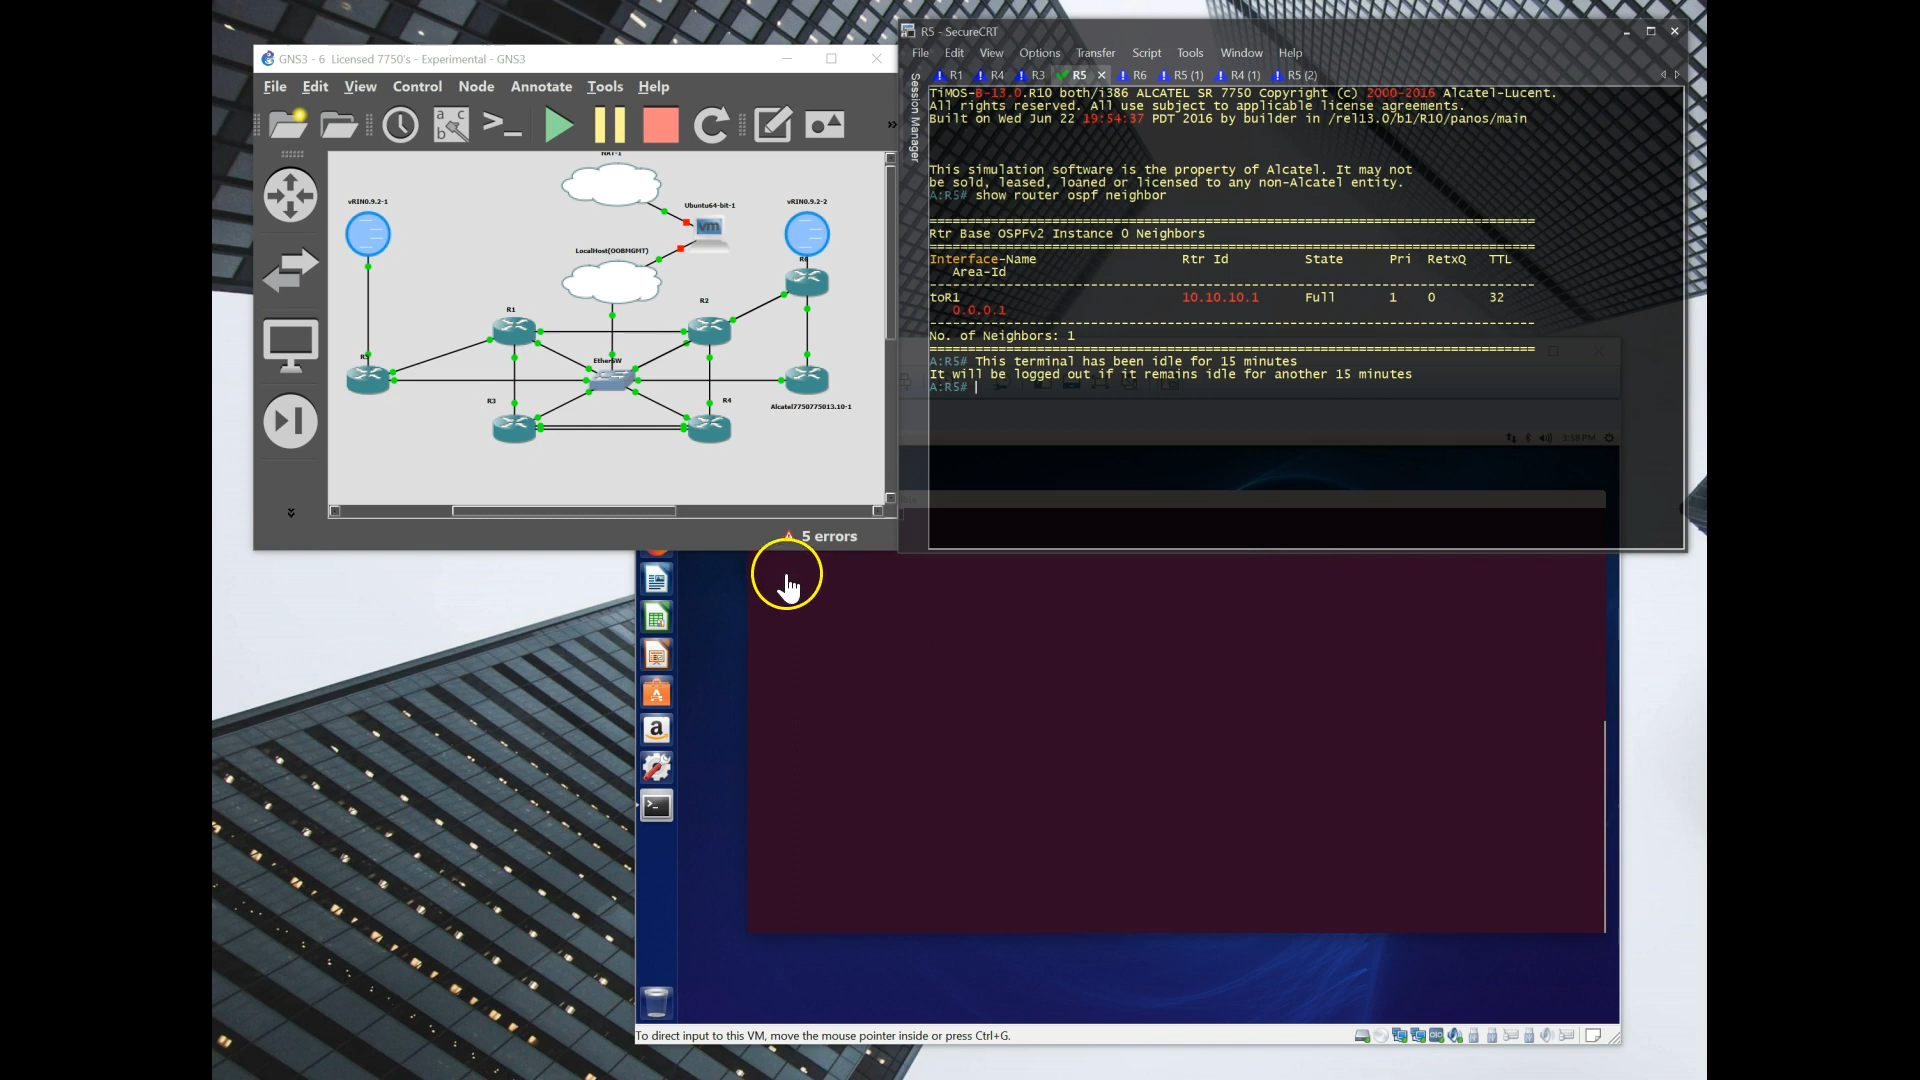 GNS3 - 6 Licensed 7750's - Experimental - GNS3
File Edit View Control Node Annotate Tools Help
NAT-1
vRIN0.9.2-1
Ubuntu64-bit-1
vRIN0.9.2-2
LocalHost(OOBMGMT)
R6
R1
R2
EtherSW
R5
R3
R4
Alcatel7750775013.10-1
5 errors
R5 - SecureCRT
File Edit View Options Transfer Script Tools Window Help
R1 R4 R3 R5 R6 R5 (1) R4 (1) R5 (2)
Session Manager
TiMOS-B-13.0.R10 both/i386 ALCATEL SR 7750 Copyright (c) 2000-2016 Alcatel-Lucent.
All rights reserved. All use subject to applicable license agreements.
Built on Wed Jun 22 19:54:37 PDT 2016 by builder in /rel13.0/b1/R10/panos/main
This simulation software is the property of Alcatel. It may not
be sold, leased, loaned or licensed to any non-Alcatel entity.
A:R5# show router ospf neighbor
===============================================================================
Rtr Base OSPFv2 Instance 0 Neighbors
===============================================================================
Interface-Name Rtr Id State Pri RetxQ TTL
Area-Id
-------------------------------------------------------------------------------
toR1 10.10.10.1 Full 1 0 32
0.0.0.1
-------------------------------------------------------------------------------
No. of Neighbors: 1
===============================================================================
A:R5# This terminal has been idle for 15 minutes
It will be logged out if it remains idle for another 15 minutes
A:R5#
3:58 PM
To direct input to this VM, move the mouse pointer inside or press Ctrl+G.